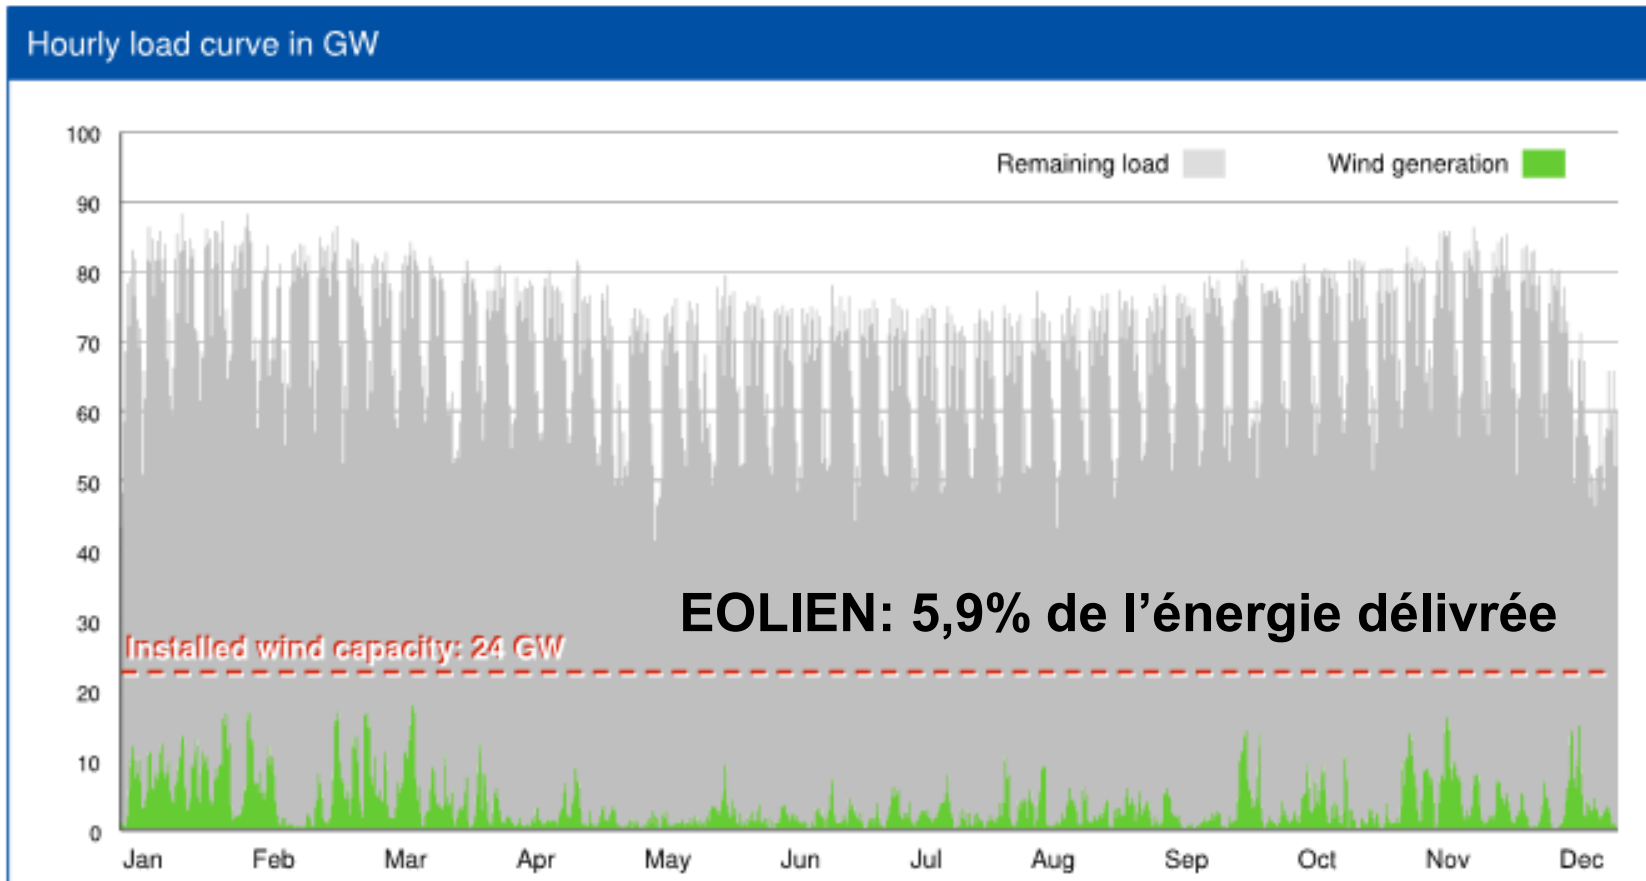 Hourly load curve in GW
100
Remaining load
Wind generation
90
80
70
60
50
40
30
EOLIEN: 5,9% de l’énergie délivrée
Installed wind capacity: 24 GW
20
10
0
Jan Feb Mar Apr May Jun Jul Aug Sep Oct Nov Dec